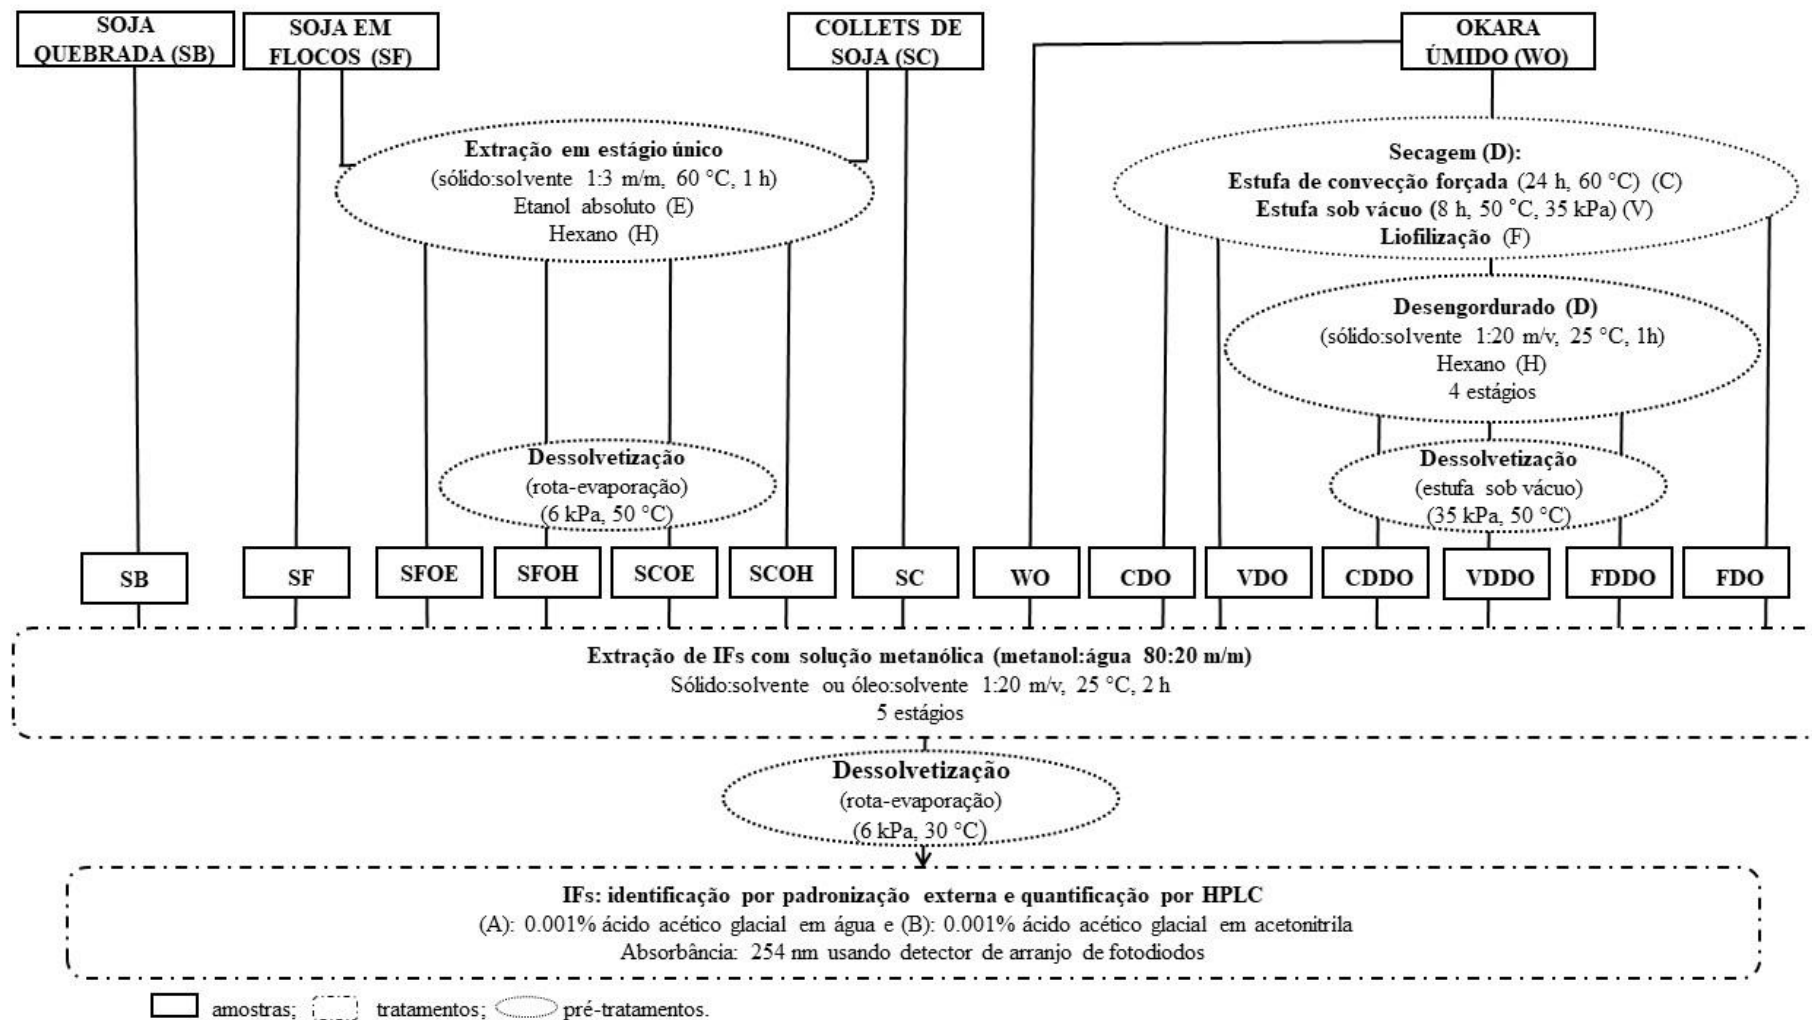 SOJA
QUEBRADA (SB)
SOJA EM
FLOCOS (SF)
COLLETS DE
SOJA (SC)
OKARA
ÚMIDO (WO)
Extração em estágio único
(sólido:solvente 1:3 m/m, 60 °C, 1 h)
Etanol absoluto (E)
Hexano (H)
Secagem (D):
Estufa de convecção forçada (24 h, 60 °C) (C)
Estufa sob vácuo (8 h, 50 °C, 35 kPa) (V)
Liofilização (F)
Desengordurado (D)
(sólido:solvente 1:20 m/v, 25 °C, 1h)
Hexano (H)
4 estágios
Dessolvetização
(rota-evaporação)
(6 kPa, 50 °C)
Dessolvetização
(estufa sob vácuo)
(35 kPa, 50 °C)
SB
SF
SFOE
SFOH
SCOE
SCOH
SC
WO
CDO
VDO
CDDO
VDDO
FDDO
FDO
Extração de IFs com solução metanólica (metanol:água 80:20 m/m)
Sólido:solvente ou óleo:solvente 1:20 m/v, 25 °C, 2 h
5 estágios
Dessolvetização
(rota-evaporação)
(6 kPa, 30 °C)
IFs: identificação por padronização externa e quantificação por HPLC
(A): 0.001% ácido acético glacial em água e (B): 0.001% ácido acético glacial em acetonitrila
Absorbância: 254 nm usando detector de arranjo de fotodiodos
amostras; tratamentos; pré-tratamentos.